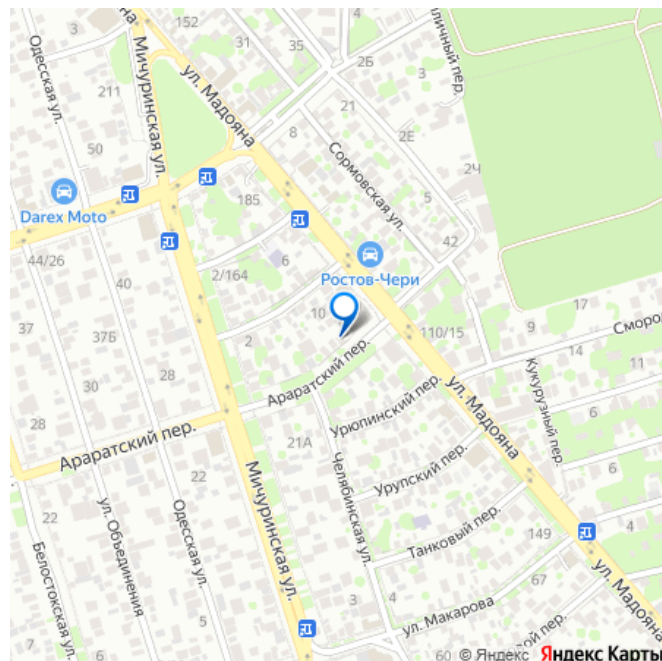 Одесская ул.
Мичуринская ул.
152
31
35
2Б
3
ул. Мадояна
211
21
2Е
50
8
Сормовская ул.
2Ч
5
Darex Moto
185
42
44/26
2/164
6
Ростов-Чери
40
10
17
37
37Б
2
110/15
9
14
Араратский пер.
Кукурузный пер.
11
30
28
Урюпинский пер.
ул. Мадояна
6
28
21А
Араратский пер.
Урупский пер.
6
22
22
Мичуринская ул.
Челябинская ул.
Танковый пер.
149
4
ул. Объединения
Одесская ул.
Белостокская ул.
67
ул. Мадояна
3
4
ул. Макарова
7
6
8
© Яндекс Яндекс Карты